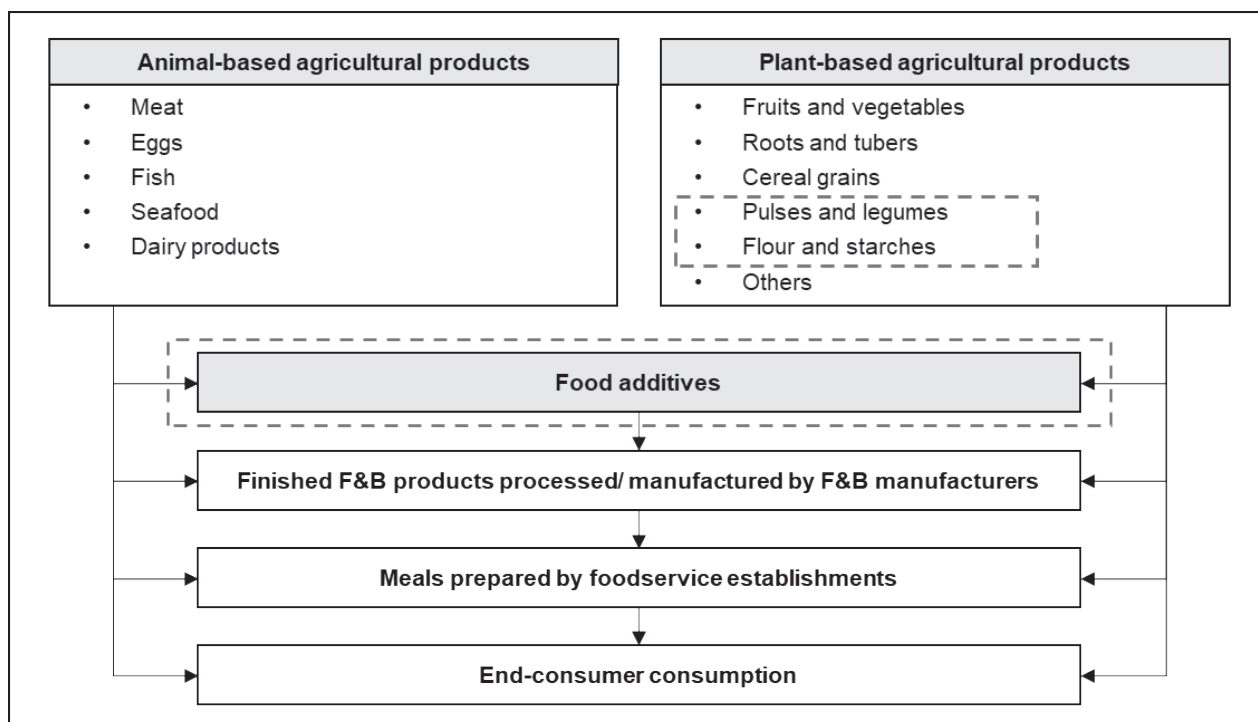 Animal-based agricultural products
• Meat
• Eggs
• Fish
• Seafood
• Dairy products
Plant-based agricultural products
• Fruits and vegetables
• Roots and tubers
• Cereal grains
• Pulses and legumes
• Flour and starches
• Others
Food additives
Finished F&B products processed/ manufactured by F&B manufacturers
Meals prepared by foodservice establishments
End-consumer consumption